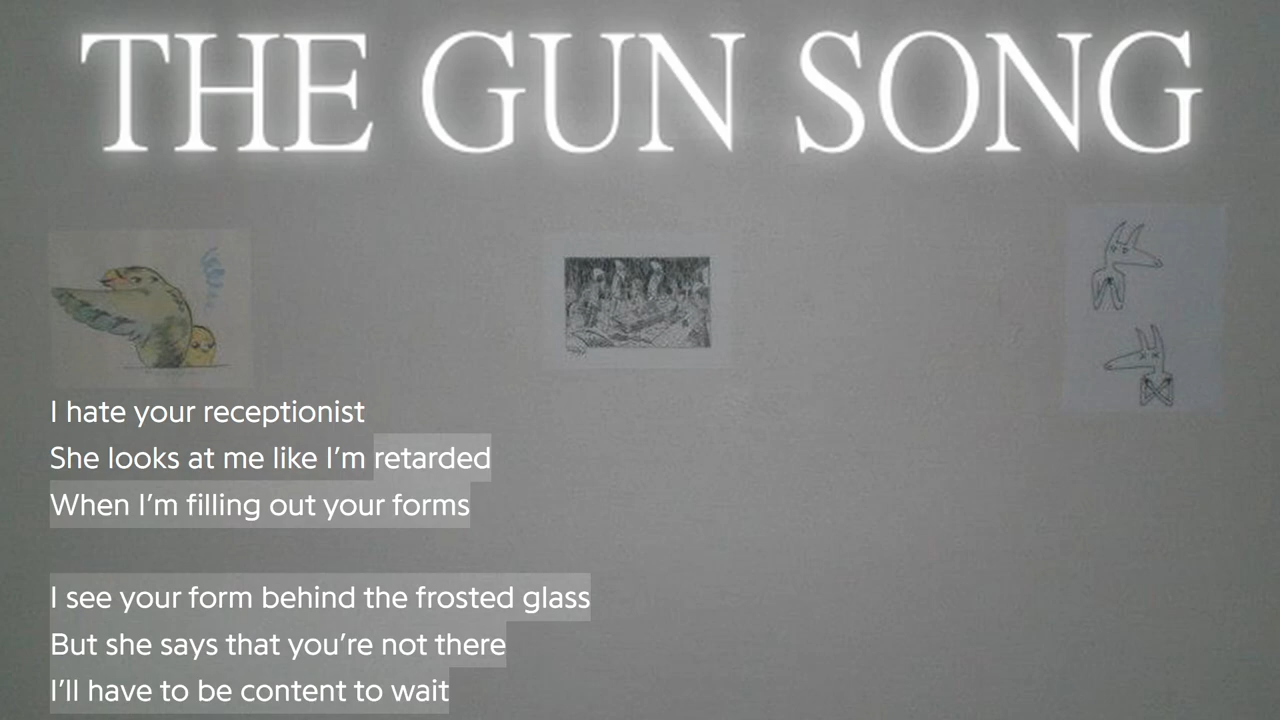 THE GUN SONG
I hate your receptionist
She looks at me like I’m retarded
When I’m filling out your forms
I see your form behind the frosted glass
But she says that you’re not there
I’ll have to be content to wait